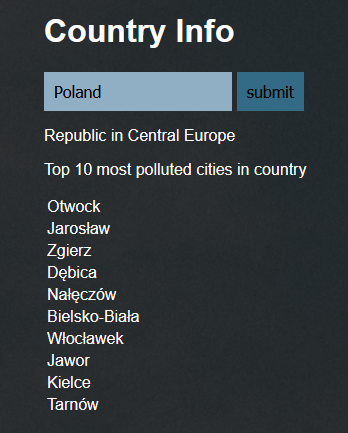 Country Info
Poland submit
Republic in Central Europe
Top 10 most polluted cities in country
Otwock
Jarosław
Zgierz
Dębica
Nałęczów
Bielsko-Biała
Włocławek
Jawor
Kielce
Tarnów